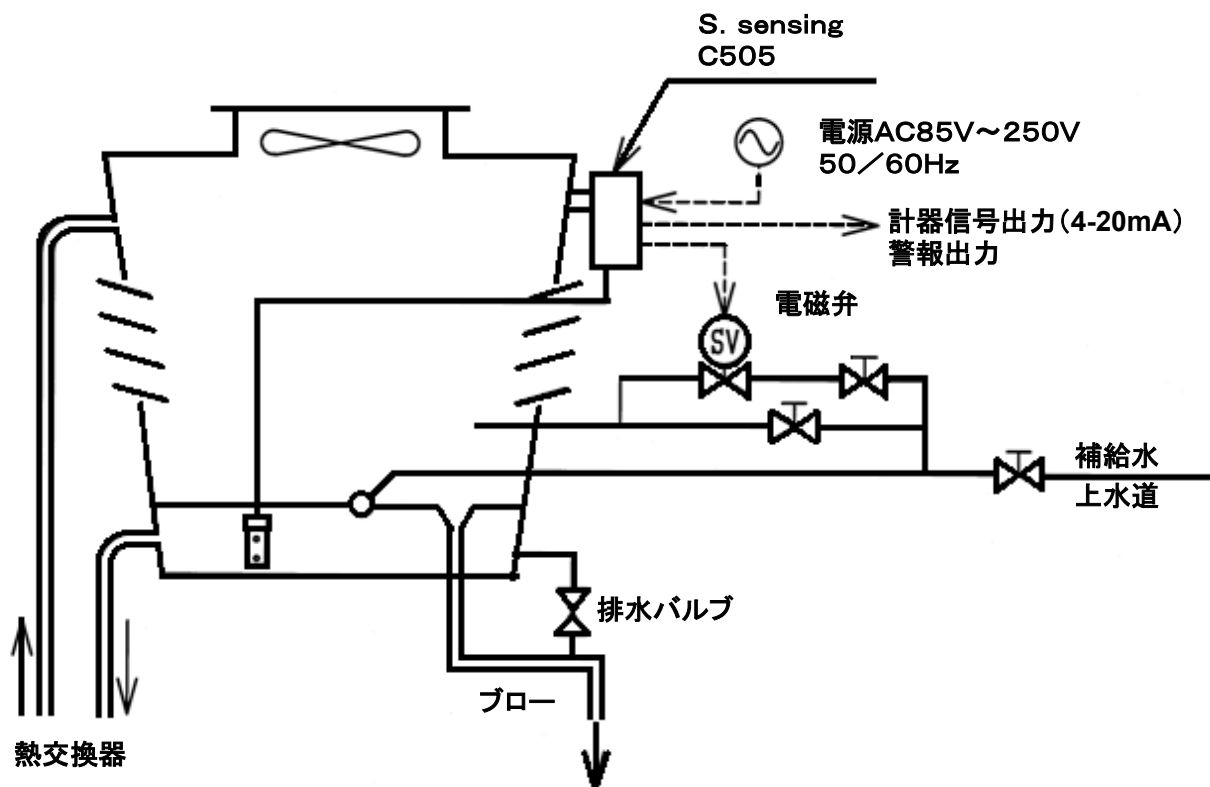 S. sensing
C505
電源AC85V～250V
50／60Hz
計器信号出力（4-20mA）
警報出力
電磁弁
SV
補給水
上水道
排水バルブ
ブロー
熱交換器